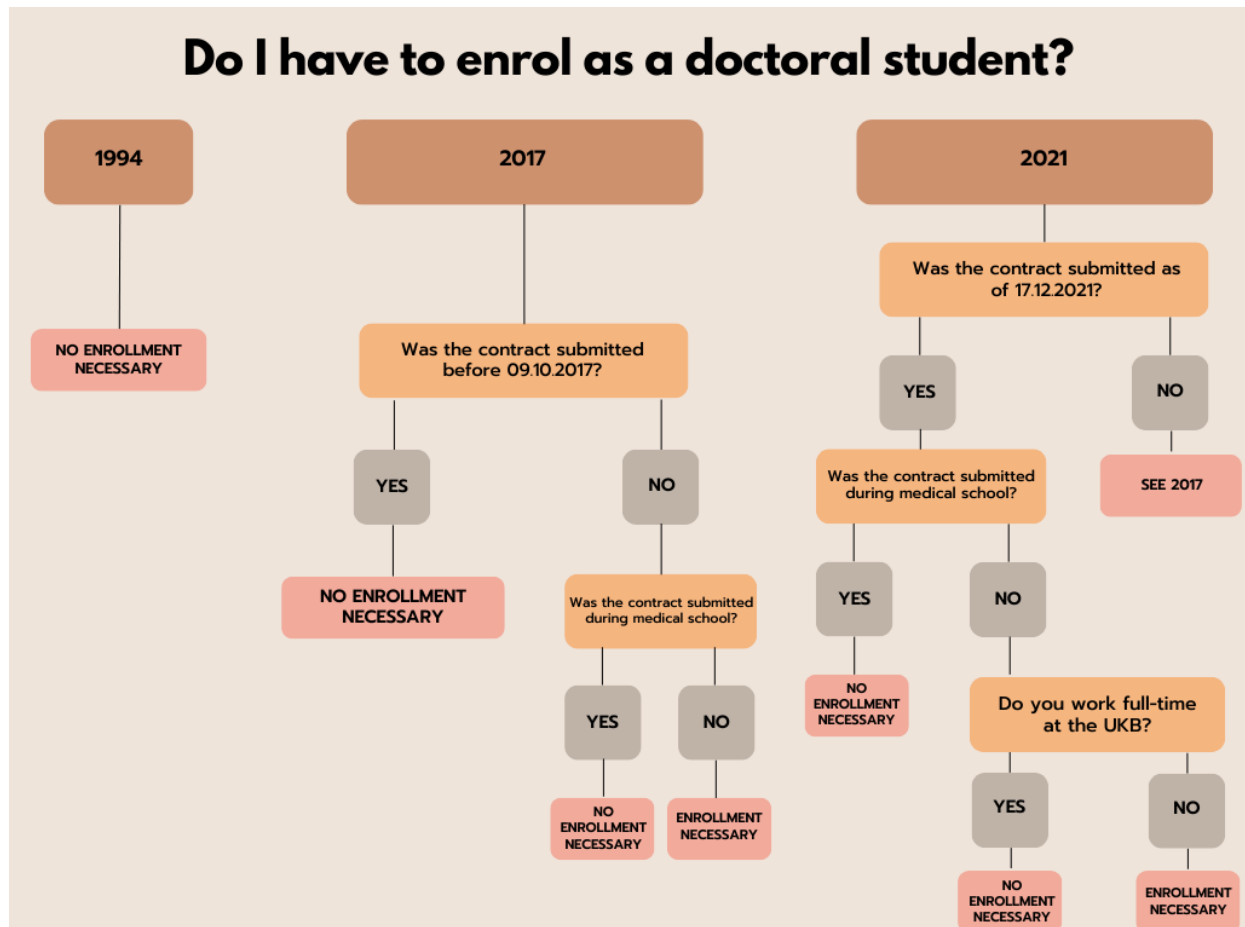 Do I have to enrol as a doctoral student?
1994
NO ENROLLMENT
NECESSARY
2017
Was the contract submitted
before 09.10.2017?
YES
NO ENROLLMENT
NECESSARY
NO
Was the contract submitted
during medical school?
YES
NO
ENROLLMENT
NECESSARY
NO
ENROLLMENT
NECESSARY
2021
Was the contract submitted as
of 17.12.2021?
YES
Was the contract submitted
during medical school?
YES
NO
ENROLLMENT
NECESSARY
NO
Do you work full-time
at the UKB?
YES
NO
ENROLLMENT
NECESSARY
NO
ENROLLMENT
NECESSARY
NO
SEE 2017